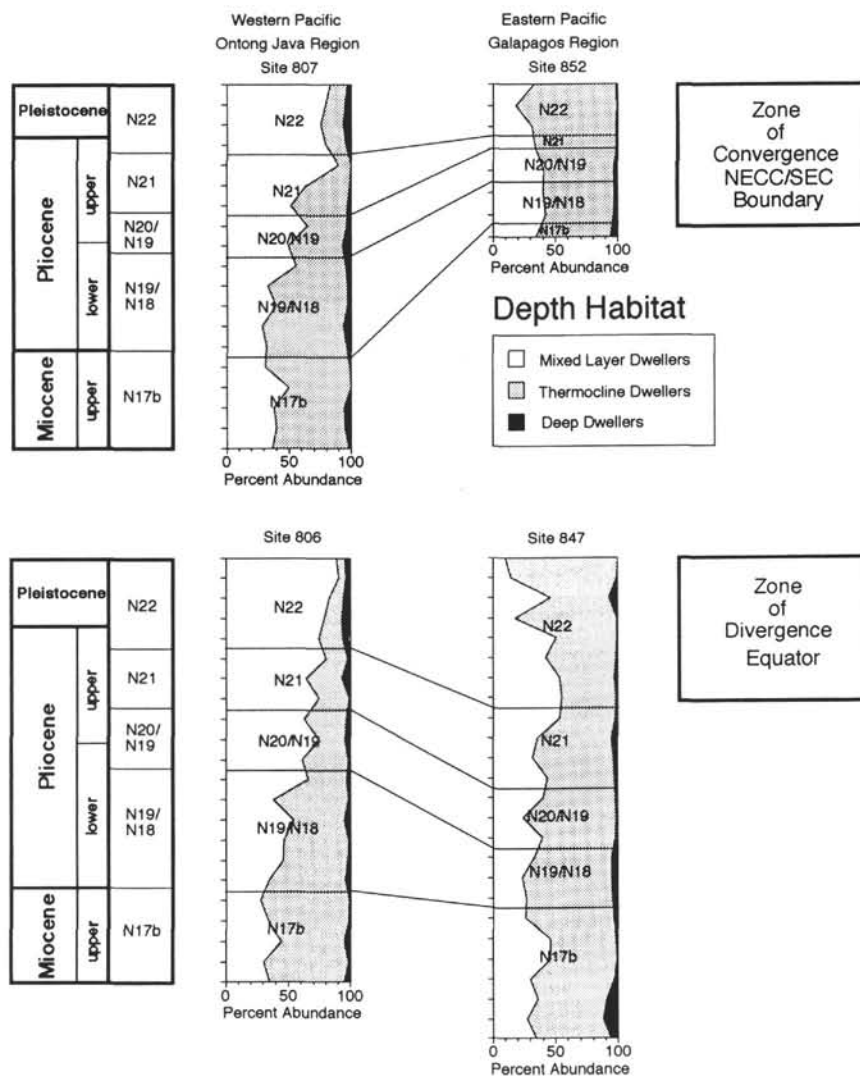 Western Pacific
Ontong Java Region
Site 807
Eastern Pacific
Galapagos Region
Site 852
Pleistocene
Pliocene
Miocene
upper
lower
upper
N22
N21
N20/
N19
N19/
N18
N17b
N22
N21
N20/N19
N19/N18
N17b
0 50 100
Percent Abundance
N22
N21
N20/N19
N19/N18
N17b
0 50 100
Percent Abundance
Zone
of
Convergence
NECC/SEC
Boundary
Depth Habitat
Mixed Layer Dwellers
Thermocline Dwellers
Deep Dwellers
Site 806
Site 847
Pleistocene
Pliocene
Miocene
upper
lower
upper
N22
N21
N20/
N19
N19/
N18
N17b
N22
N21
N20/N19
N19/N18
N17b
0 50 100
Percent Abundance
N22
N21
N20/N19
N19/N18
N17b
0 50 100
Percent Abundance
Zone
of
Divergence
Equator